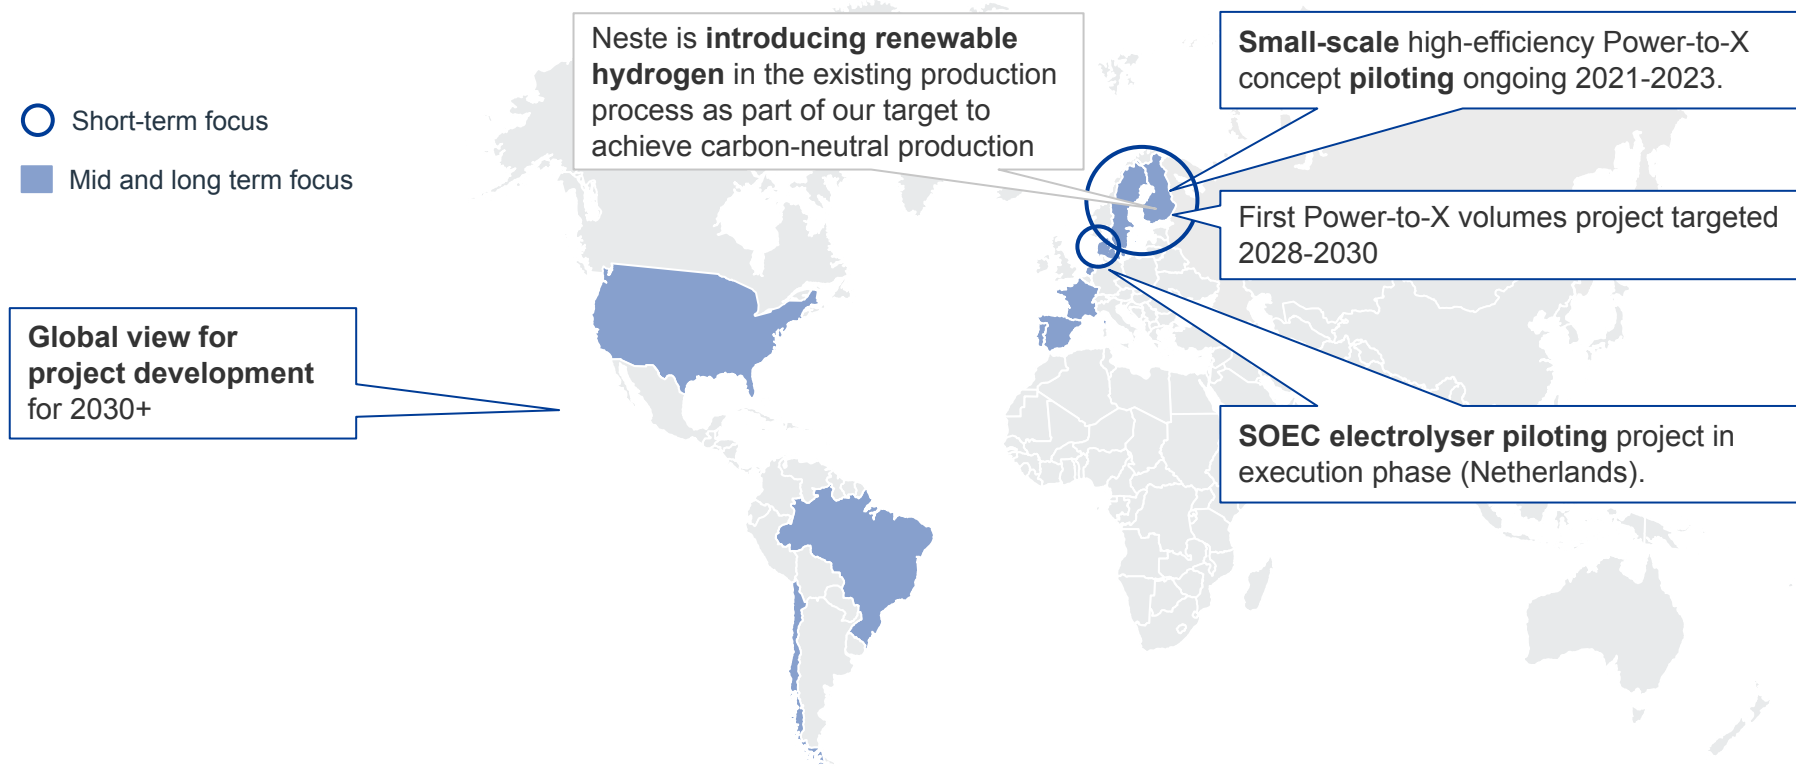 Neste is introducing renewable
hydrogen in the existing production
process as part of our target to
achieve carbon-neutral production
Small-scale high-efficiency Power-to-X
concept piloting ongoing 2021-2023.
Short-term focus
Mid and long term focus
First Power-to-X volumes project targeted
2028-2030
Global view for
project development
for 2030+
SOEC electrolyser piloting project in
execution phase (Netherlands).